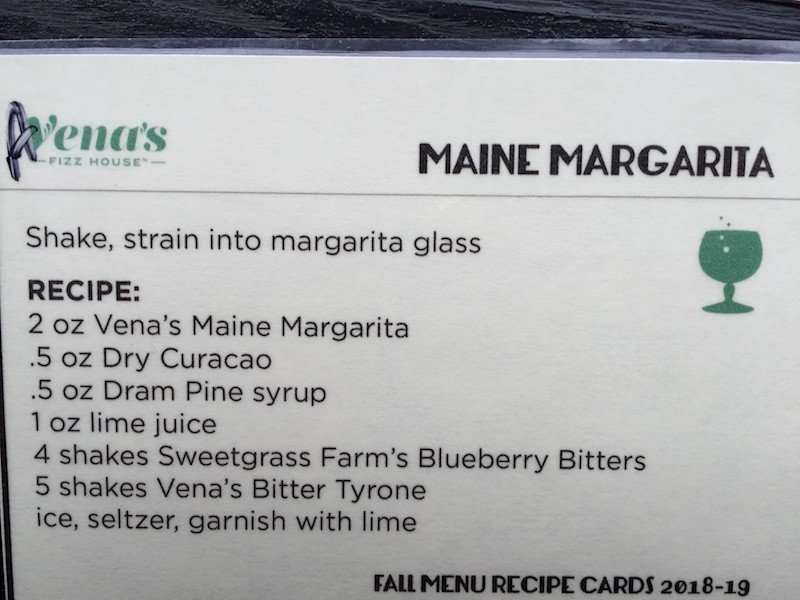 AVena's
FIZZ HOUSE™
MAINE MARGARITA
Shake, strain into margarita glass
RECIPE:
2 oz Vena's Maine Margarita
.5 oz Dry Curacao
.5 oz Dram Pine syrup
1 oz lime juice
4 shakes Sweetgrass Farm's Blueberry Bitters
5 shakes Vena's Bitter Tyrone
ice, seltzer, garnish with lime
FALL MENU RECIPE CARDS 2018-19